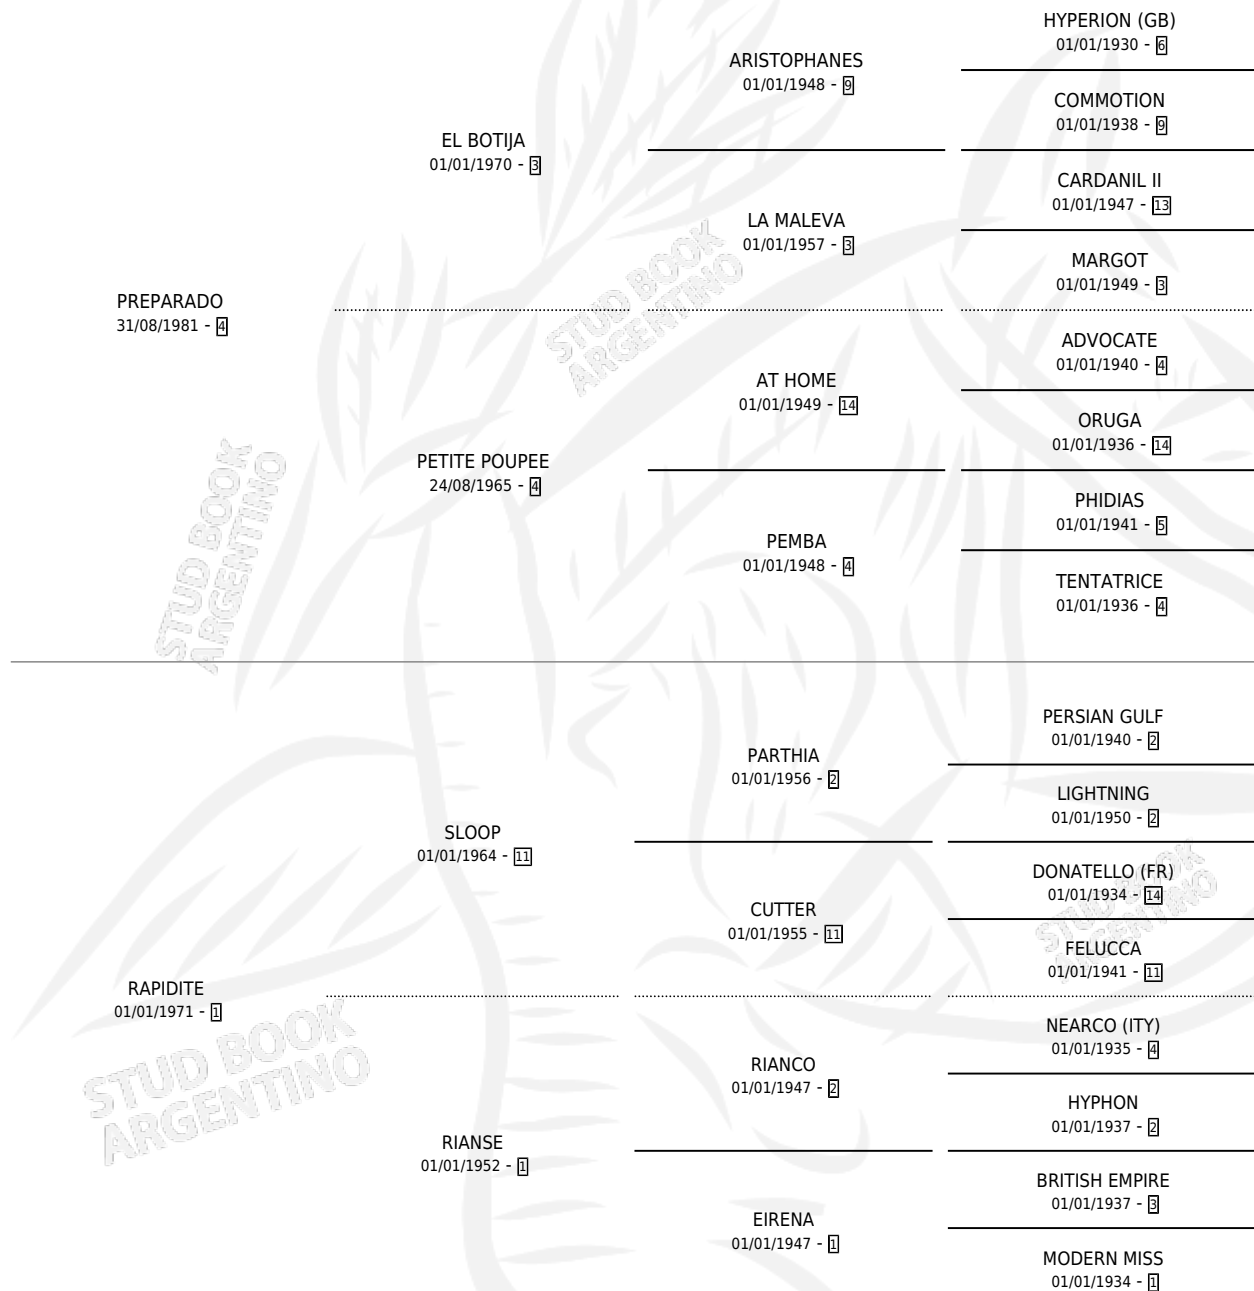 HYPERION (GB)
01/01/1930 - 6
ARISTOPHANES
01/01/1948 - 9
COMMOTION
01/01/1938 - 9
EL BOTIJA
01/01/1970 - 3
CARDANIL II
01/01/1947 - 13
LA MALEVA
01/01/1957 - 3
MARGOT
01/01/1949 - 3
PREPARADO
31/08/1981 - 4
ADVOCATE
01/01/1940 - 4
AT HOME
01/01/1949 - 14
ORUGA
01/01/1936 - 14
PETITE POUPEE
24/08/1965 - 4
PHIDIAS
01/01/1941 - 5
PEMBA
01/01/1948 - 4
TENTATRICE
01/01/1936 - 4
PERSIAN GULF
01/01/1940 - 2
PARTHIA
01/01/1956 - 2
LIGHTNING
01/01/1950 - 2
SLOOP
01/01/1964 - 11
DONATELLO (FR)
01/01/1934 - 14
CUTTER
01/01/1955 - 11
FELUCCA
01/01/1941 - 11
RAPIDITE
01/01/1971 - 1
NEARCO (ITY)
01/01/1935 - 4
RIANCO
01/01/1947 - 2
HYPHON
01/01/1937 - 2
RIANSE
01/01/1952 - 1
BRITISH EMPIRE
01/01/1937 - 3
EIRENA
01/01/1947 - 1
MODERN MISS
01/01/1934 - 1
STUD BOOK
ARGENTINO
STUD BOOK
ARGENTINO
STUD BOOK
ARGENTINO
STUD BOOK
ARGENTINO